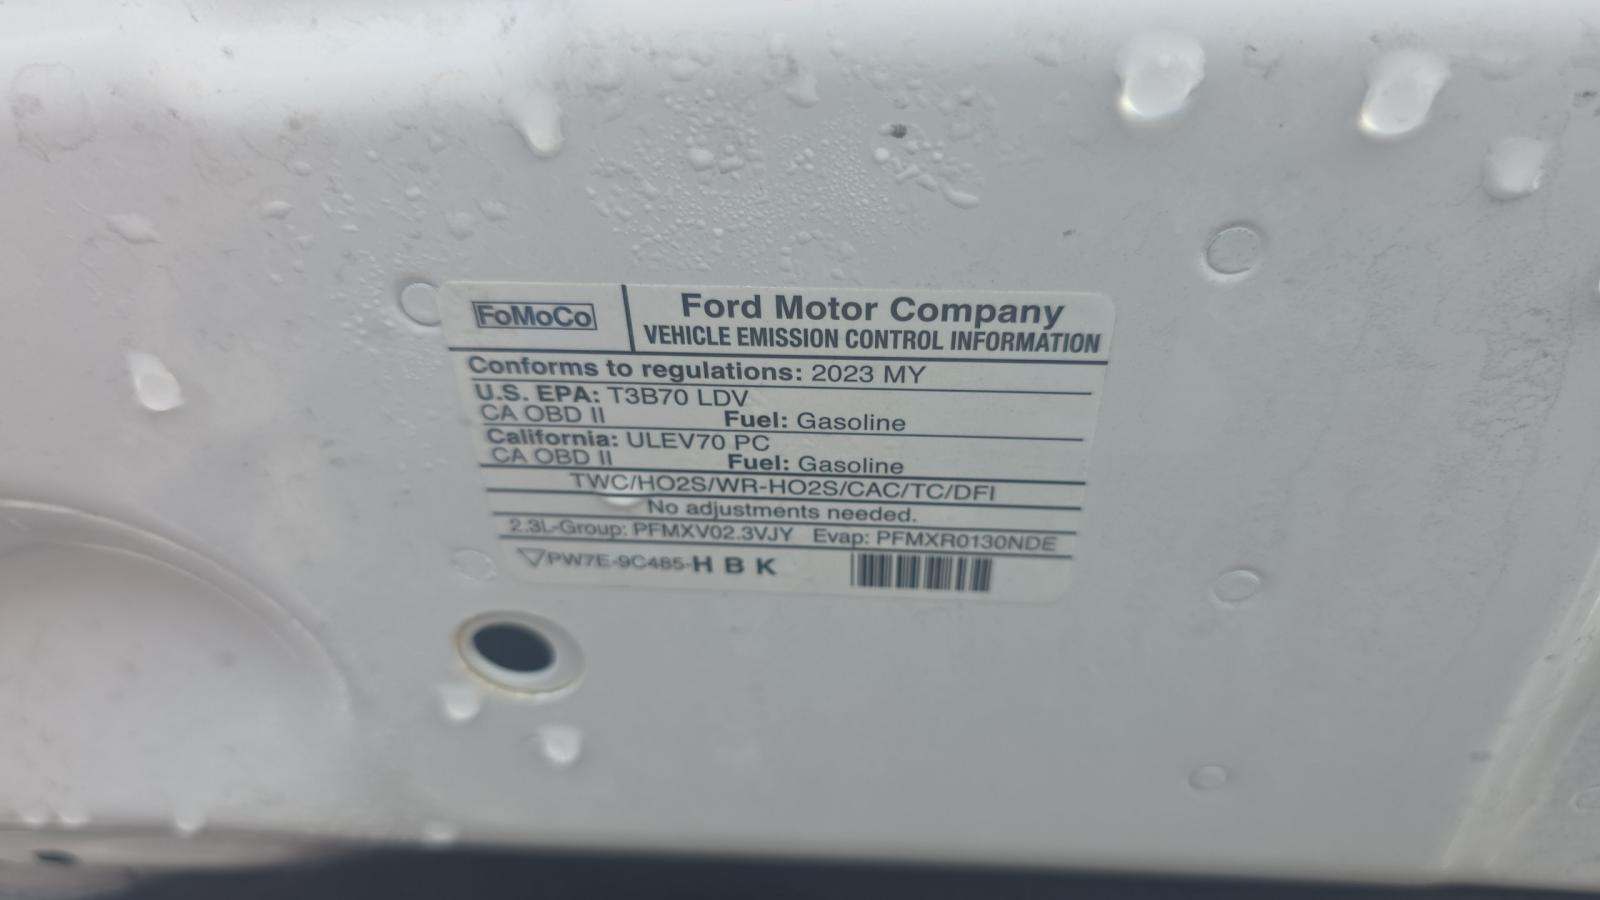 FoMoCo
Ford Motor Company
VEHICLE EMISSION CONTROL INFORMATION
Conforms to regulations: 2023 MY
U.S. EPA: T3B70 LDV
CA OBD II Fuel: Gasoline
California: ULEV70 PC
CA OBD II Fuel: Gasoline
TWC/HO2S/WR-HO2S/CAC/TC/DFI
No adjustments needed.
2.3L-Group: PFMXV02.3VJY Evap: PFMXR0130NDE
PW7E-9C485-H B K